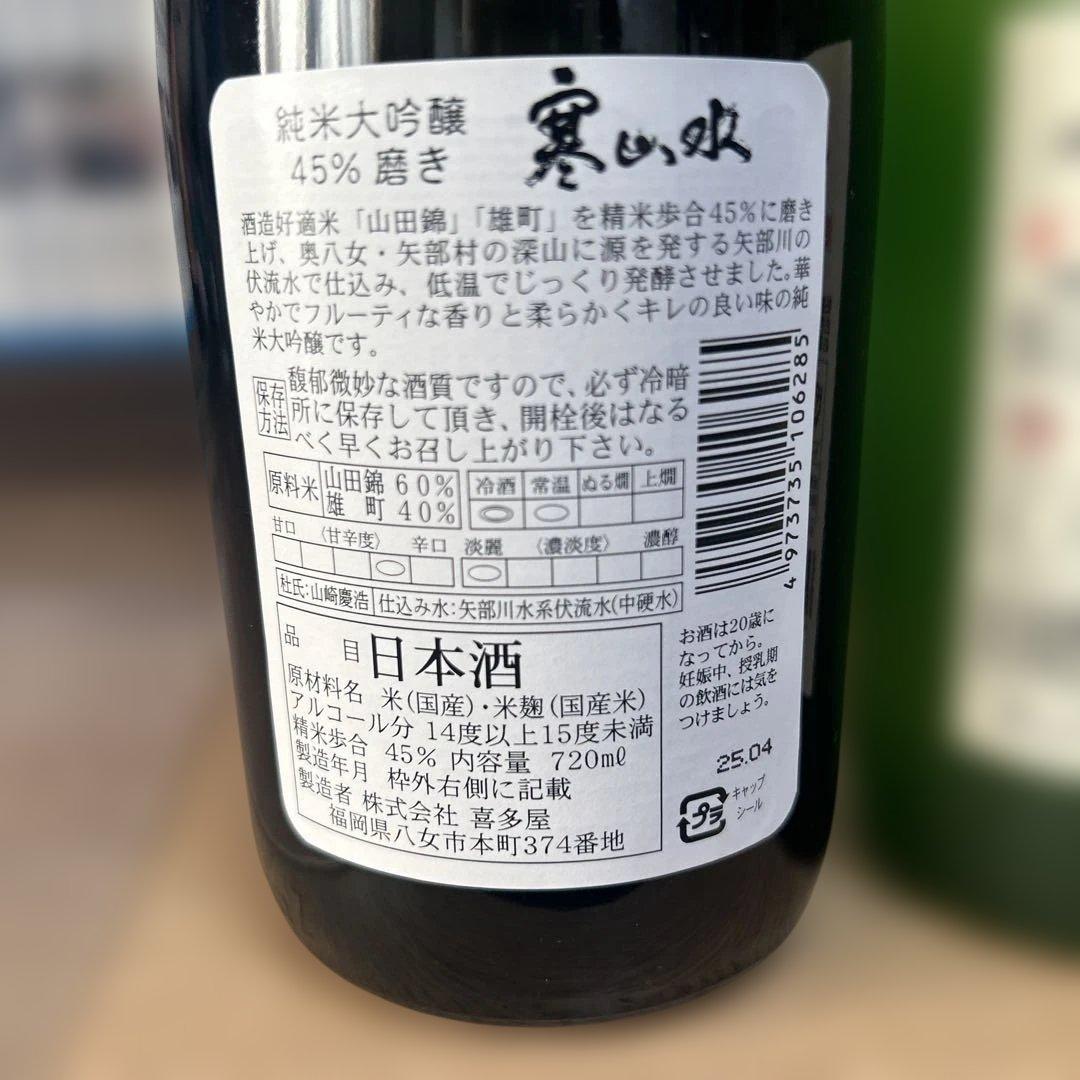 純米大吟醸
45% 磨き
寒山水
酒造好適米「山田錦」「雄町」を精米歩合45%に磨き
上げ、奥八女・矢部村の深山に源を発する矢部川の
伏流水で仕込み、低温でじっくり発酵させました。華
やかでフルーティな香りと柔らかくキレの良い味の純
米大吟醸です。
保存方法
馥郁微妙な酒質ですので、必ず冷暗
所に保存して頂き、開栓後はなる
べく早くお召し上がり下さい。
原料米 山田錦 60%
雄町 40%
冷酒 常温 ぬる燗 上燗
甘口 〈甘辛度〉 辛口 淡麗 〈濃淡度〉 濃醇
杜氏:山崎慶浩 仕込み水:矢部川水系伏流水(中硬水)
品目 日本酒
原材料名 米(国産)・米麹(国産米)
アルコール分 14度以上15度未満
精米歩合 45% 内容量 720ml
製造年月 枠外右側に記載
製造者 株式会社 喜多屋
福岡県八女市本町374番地
4 973735 106285
お酒は20歳に
なってから。
妊娠中、授乳期
の飲酒には気を
つけましょう。
25.04
プラ
キャップ
シール